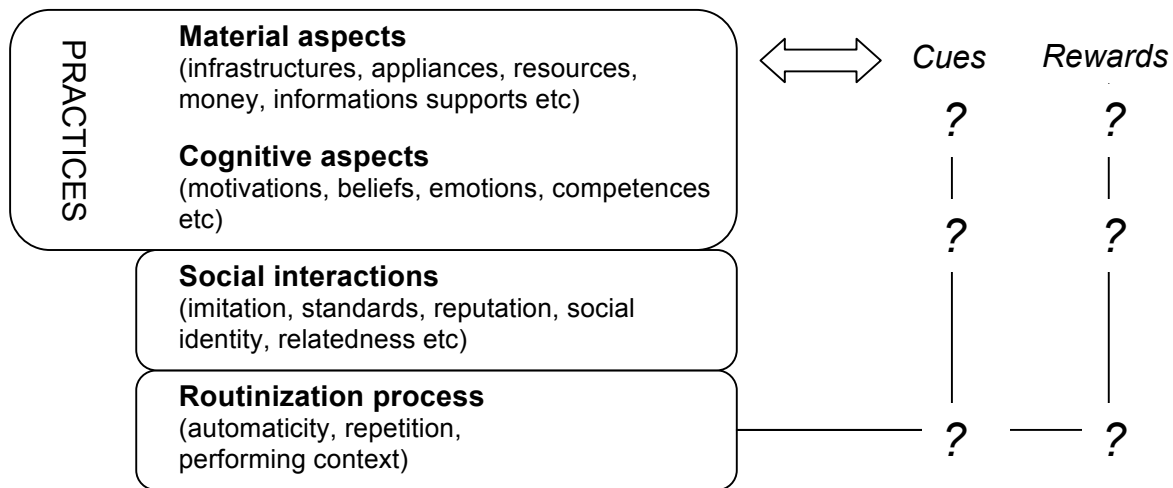 PRACTICES
Material aspects
(infrastructures, appliances, resources,
money, informations supports etc)
Cognitive aspects
(motivations, beliefs, emotions, competences
etc)
Social interactions
(imitation, standards, reputation, social
identity, relatedness etc)
Routinization process
(automaticity, repetition,
performing context)
Cues Rewards
? ?
? ?
? ?